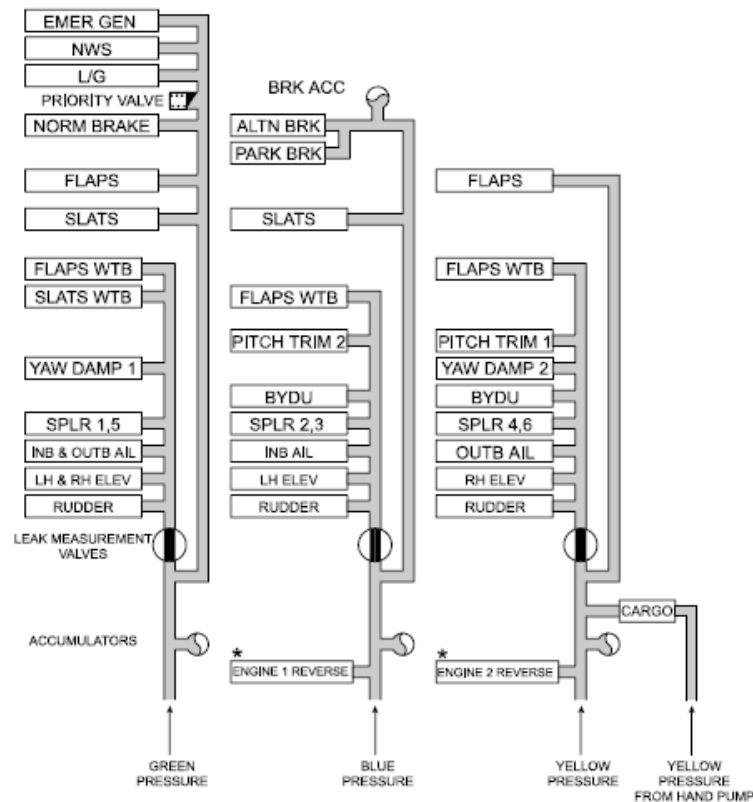 EMER GEN
NWS
L/G
PRIORITY VALVE
NORM BRAKE
FLAPS
SLATS
FLAPS WTB
SLATS WTB
YAW DAMP 1
SPLR 1,5
INB & OUTB AIL
LH & RH ELEV
RUDDER
LEAK MEASUREMENT
VALVES
ACCUMULATORS
GREEN
PRESSURE
BRK ACC
ALTN BRK
PARK BRK
SLATS
FLAPS WTB
PITCH TRIM 2
BYDU
SPLR 2,3
INB AIL
LH ELEV
RUDDER
*
ENGINE 1 REVERSE
BLUE
PRESSURE
FLAPS
FLAPS WTB
PITCH TRIM 1
YAW DAMP 2
BYDU
SPLR 4,6
OUTB AIL
RH ELEV
RUDDER
CARGO
*
ENGINE 2 REVERSE
YELLOW
PRESSURE
YELLOW
PRESSURE
FROM HAND PUMP